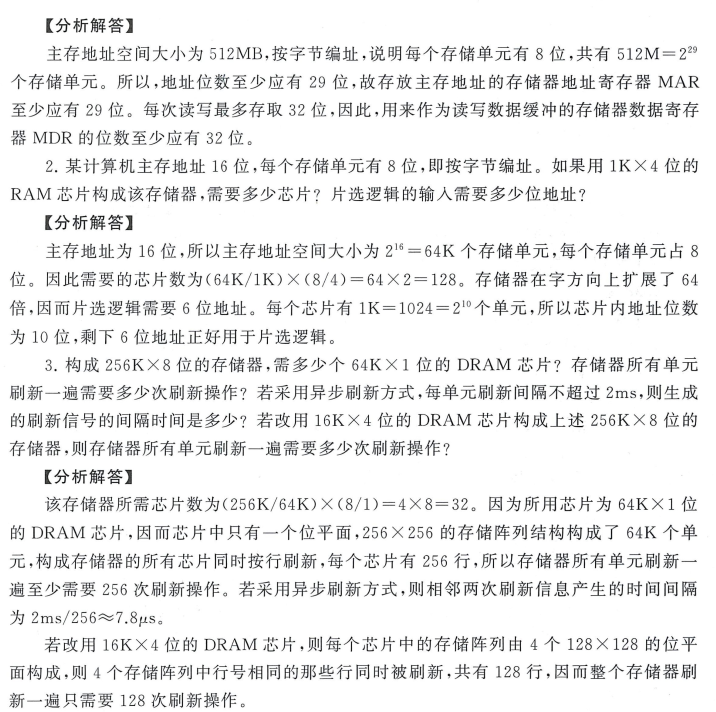 【分析解答】
主存地址空间大小为 512MB,按字节编址,说明每个存储单元有 8 位,共有 512M=2²⁹
个存储单元。所以,地址位数至少应有 29 位,故存放主存地址的存储器地址寄存器 MAR
至少应有 29 位。每次读写最多存取 32 位,因此,用来作为读写数据缓冲的存储器数据寄存
器 MDR 的位数至少应有 32 位。
2. 某计算机主存地址 16 位,每个存储单元有 8 位,即按字节编址。如果用 1K×4 位的
RAM 芯片构成该存储器,需要多少芯片? 片选逻辑的输入需要多少位地址?
【分析解答】
主存地址为 16 位,所以主存地址空间大小为 2¹⁶=64K 个存储单元,每个存储单元占 8
位。因此需要的芯片数为(64K/1K)×(8/4)=64×2=128。存储器在字方向上扩展了 64
倍,因而片选逻辑需要 6 位地址。每个芯片有 1K=1024=2¹⁰个单元,所以芯片内地址位数
为 10 位,剩下 6 位地址正好用于片选逻辑。
3. 构成 256K×8 位的存储器,需多少个 64K×1 位的 DRAM 芯片? 存储器所有单元
刷新一遍需要多少次刷新操作? 若采用异步刷新方式,每单元刷新间隔不超过 2ms,则生成
的刷新信号的间隔时间是多少? 若改用 16K×4 位的 DRAM 芯片构成上述 256K×8 位的
存储器,则存储器所有单元刷新一遍需要多少次刷新操作?
【分析解答】
该存储器所需芯片数为(256K/64K)×(8/1)=4×8=32。因为所用芯片为 64K×1 位
的 DRAM 芯片,因而芯片中只有一个位平面,256×256 的存储阵列结构构成了 64K 个单
元,构成存储器的所有芯片同时按行刷新,每个芯片有 256 行,所以存储器所有单元刷新一
遍至少需要 256 次刷新操作。若采用异步刷新方式,则相邻两次刷新信息产生的时间间隔
为 2ms/256≈7.8μs。
若改用 16K×4 位的 DRAM 芯片,则每个芯片中的存储阵列由 4 个 128×128 的位平
面构成,则 4 个存储阵列中行号相同的那些行同时被刷新,共有 128 行,因而整个存储器刷
新一遍只需要 128 次刷新操作。